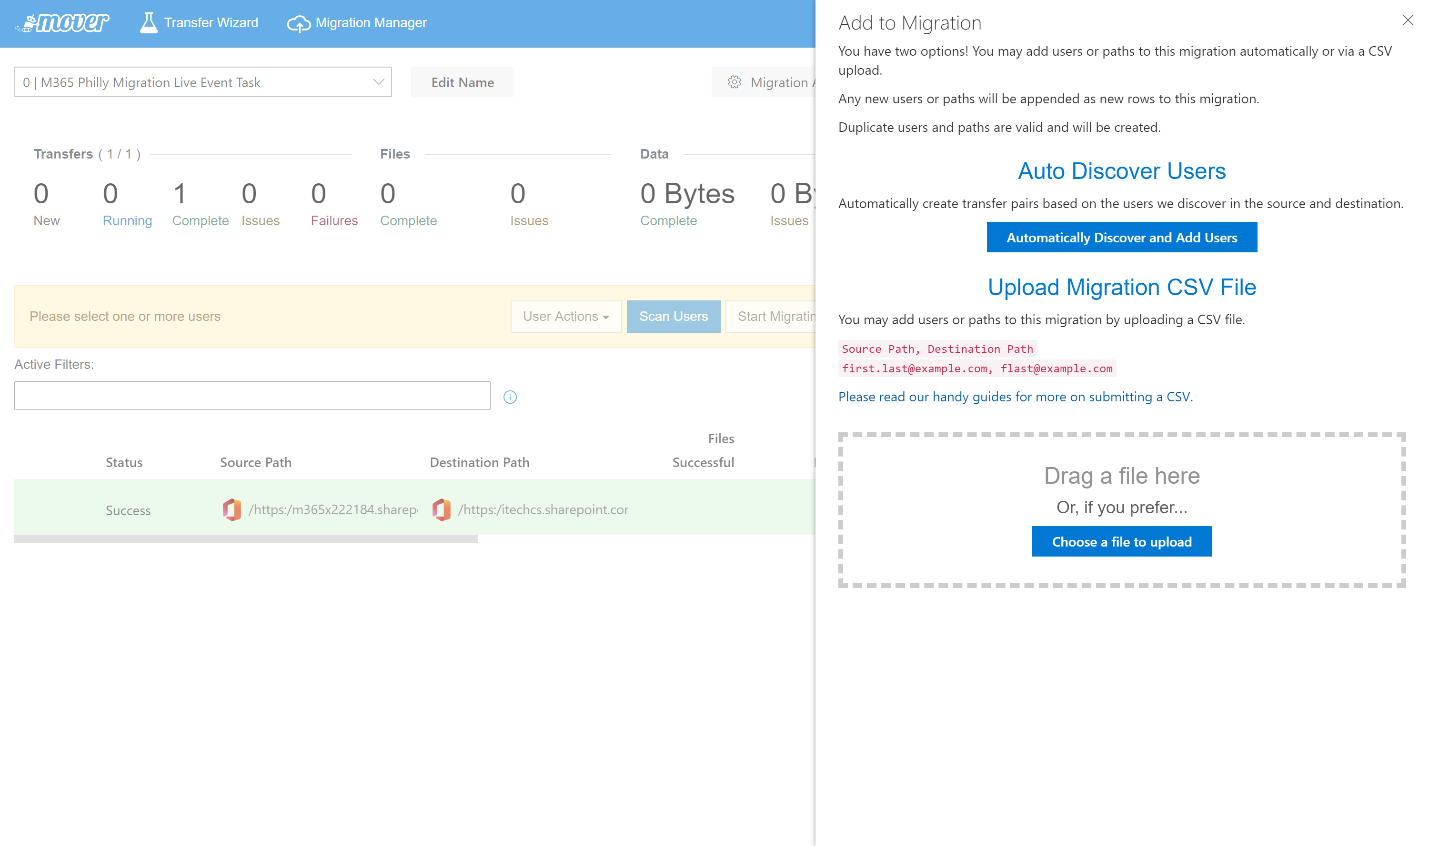 mover
Transfer Wizard
Migration Manager
0 | M365 Philly Migration Live Event Task
Edit Name
Migration A
Transfers ( 1 / 1 )
Files
Data
0
0
1
0
0
0
0
0 Bytes
0 By
New
Running
Complete
Issues
Failures
Complete
Issues
Complete
Issues
Please select one or more users
User Actions
Scan Users
Start Migratin
Active Filters:
Files
Status
Source Path
Destination Path
Successful
Success
/https:/m365x222184.sharep
/https:/itechcs.sharepoint.cor
Add to Migration
You have two options! You may add users or paths to this migration automatically or via a CSV
upload.
Any new users or paths will be appended as new rows to this migration.
Duplicate users and paths are valid and will be created.
Auto Discover Users
Automatically create transfer pairs based on the users we discover in the source and destination.
Automatically Discover and Add Users
Upload Migration CSV File
You may add users or paths to this migration by uploading a CSV file.
Source Path, Destination Path
first.last@example.com, flast@example.com
Please read our handy guides for more on submitting a CSV.
Drag a file here
Or, if you prefer...
Choose a file to upload